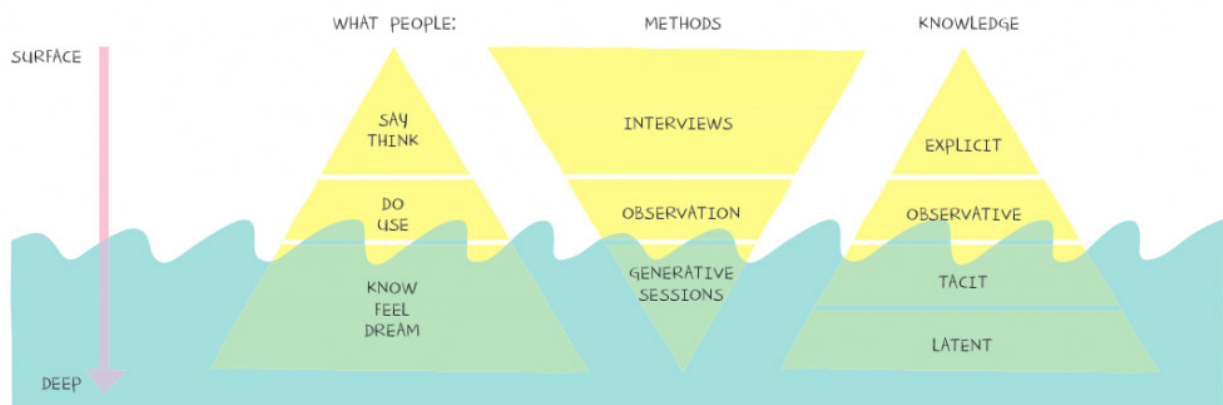 WHAT PEOPLE:
METHODS
KNOWLEDGE
SURFACE
SAY
THINK
INTERVIEWS
EXPLICIT
DO
USE
OBSERVATION
OBSERVATIVE
KNOW
FEEL
DREAM
GENERATIVE
SESSIONS
TACIT
LATENT
DEEP